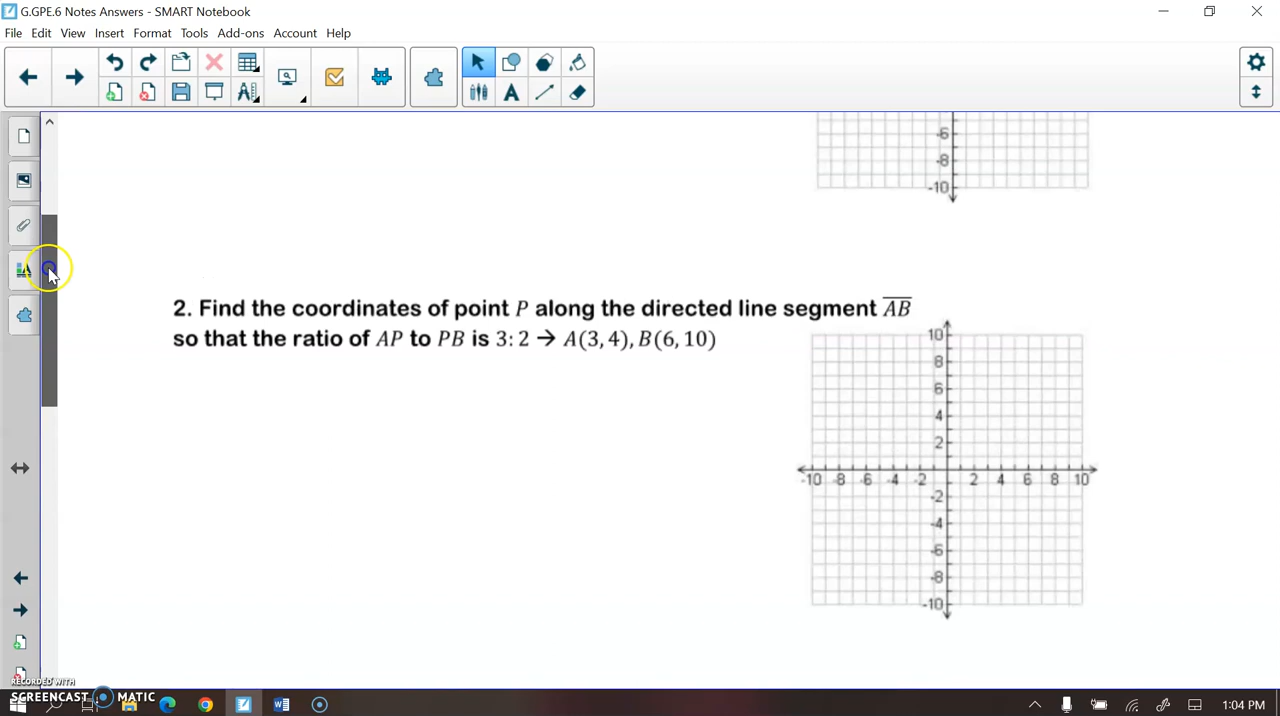 G.GPE.6 Notes Answers - SMART Notebook
File Edit View Insert Format Tools Add-ons Account Help
-6
-8
-10
2. Find the coordinates of point P along the directed line segment A̅B̅
so that the ratio of AP to PB is 3: 2 → A(3, 4), B(6, 10)
10
8
6
4
2
-10 -8 -6 -4 -2 2 4 6 8 10
-2
-4
-6
-8
-10
RECORDED WITH
SCREENCAST MATIC
1:04 PM